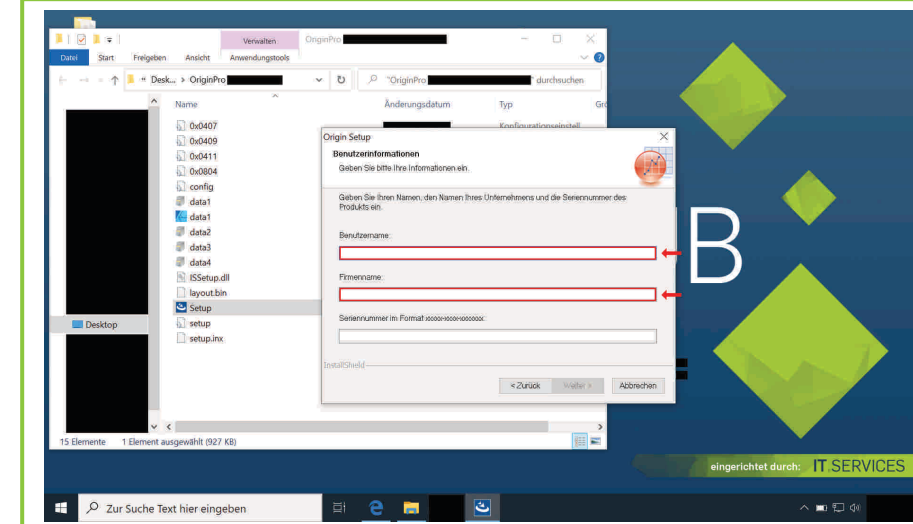 Verwalten
OriginPro
Datei Start Freigeben Ansicht Anwendungstools
« Desk... › OriginPro
"OriginPro " durchsuchen
Name Änderungsdatum Typ
0x0407
Konfigurationseinstell
0x0409
0x0411
0x0804
config
data1
data1
data2
data3
data4
ISSetup.dll
layout.bin
Setup
setup
setup.inx
Desktop
15 Elemente 1 Element ausgewählt (927 KB)
Origin Setup
Benutzerinformationen
Geben Sie bitte Ihre Informationen ein.
Geben Sie Ihren Namen, den Namen Ihres Unternehmens und die Seriennummer des
Produkts ein.
Benutzername:
Firmenname:
Seriennummer im Format
InstallShield
< Zurück Weiter > Abbrechen
B
eingerichtet durch: IT.SERVICES
Zur Suche Text hier eingeben